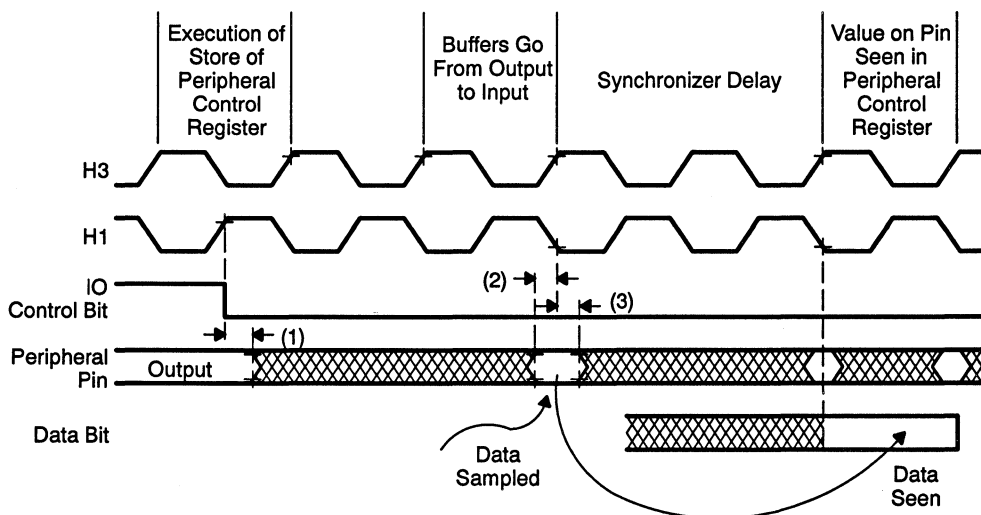 Execution of
Store of
Peripheral
Control
Register
Buffers Go
From Output
to Input
Synchronizer Delay
Value on Pin
Seen in
Peripheral
Control
Register
H3
H1
IO
Control Bit
(2)
(3)
(1)
Peripheral
Pin
Output
Data Bit
Data
Sampled
Data
Seen